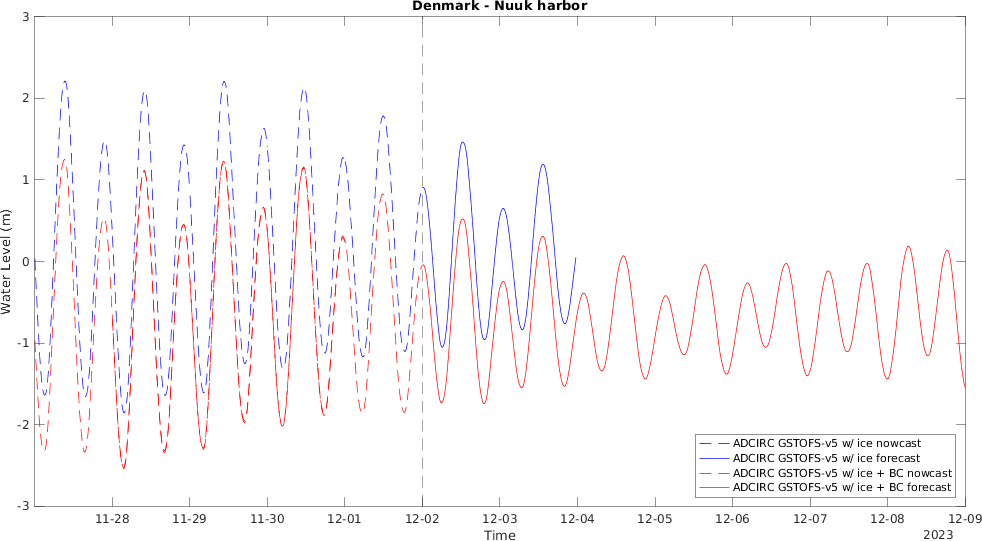 Denmark - Nuuk harbor
3
2
1
0
-1
-2
-3
Water Level (m)
ADCIRC GSTOFS-v5 w/ ice nowcast
ADCIRC GSTOFS-v5 w/ ice forecast
ADCIRC GSTOFS-v5 w/ ice + BC nowcast
ADCIRC GSTOFS-v5 w/ ice + BC forecast
11-28 11-29 11-30 12-01 12-02 12-03 12-04 12-05 12-06 12-07 12-08 12-09
Time
2023